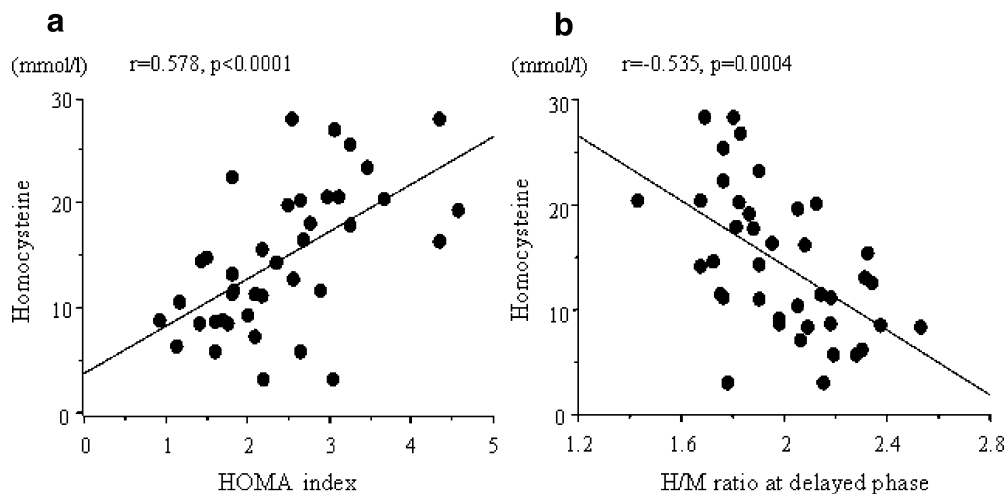 a
(mmol/l) r=0.578, p<0.0001
30
20
10
0
Homocysteine
0 1 2 3 4 5
HOMA index
b
(mmol/l) r=-0.535, p=0.0004
30
20
10
0
Homocysteine
1.2 1.6 2 2.4 2.8
H/M ratio at delayed phase